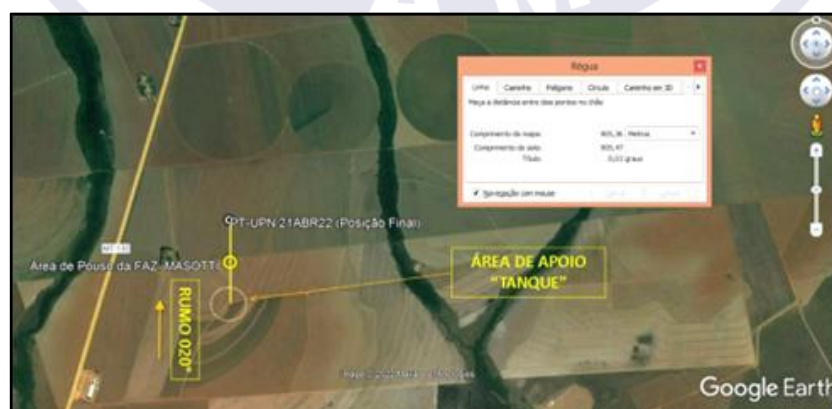 Régua
Linha Caminho Polígono Círculo Caminho em 3D
Meça a distância entre dois pontos no chão
Comprimento do mapa: 805,36 Metros
Comprimento do solo: 805,47
Título: 0,03 graus
Navegação com mouse
PT-UPN 21ABR22 (Posição Final)
Área de Pouso da FAZ. MASOTTI
ÁREA DE APOIO
"TANQUE"
RUMO 020°
Google Earth